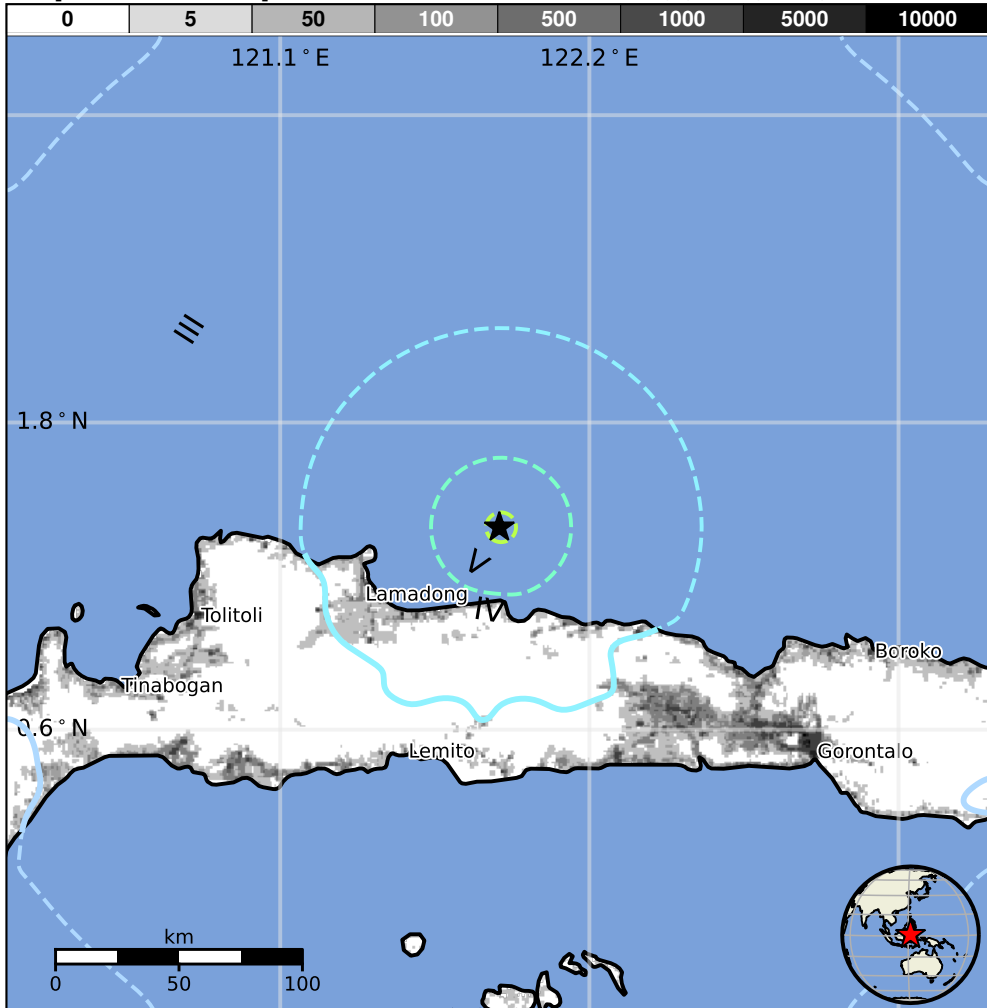 0 5 50 100 500 1000 5000 10000
121.1°E 122.2°E
III
1.8°N
V
Lamadong
IV
Tolitoli
Boroko
Tinabogan
0.6°N
Lemito
Gorontalo
km
0 50 100